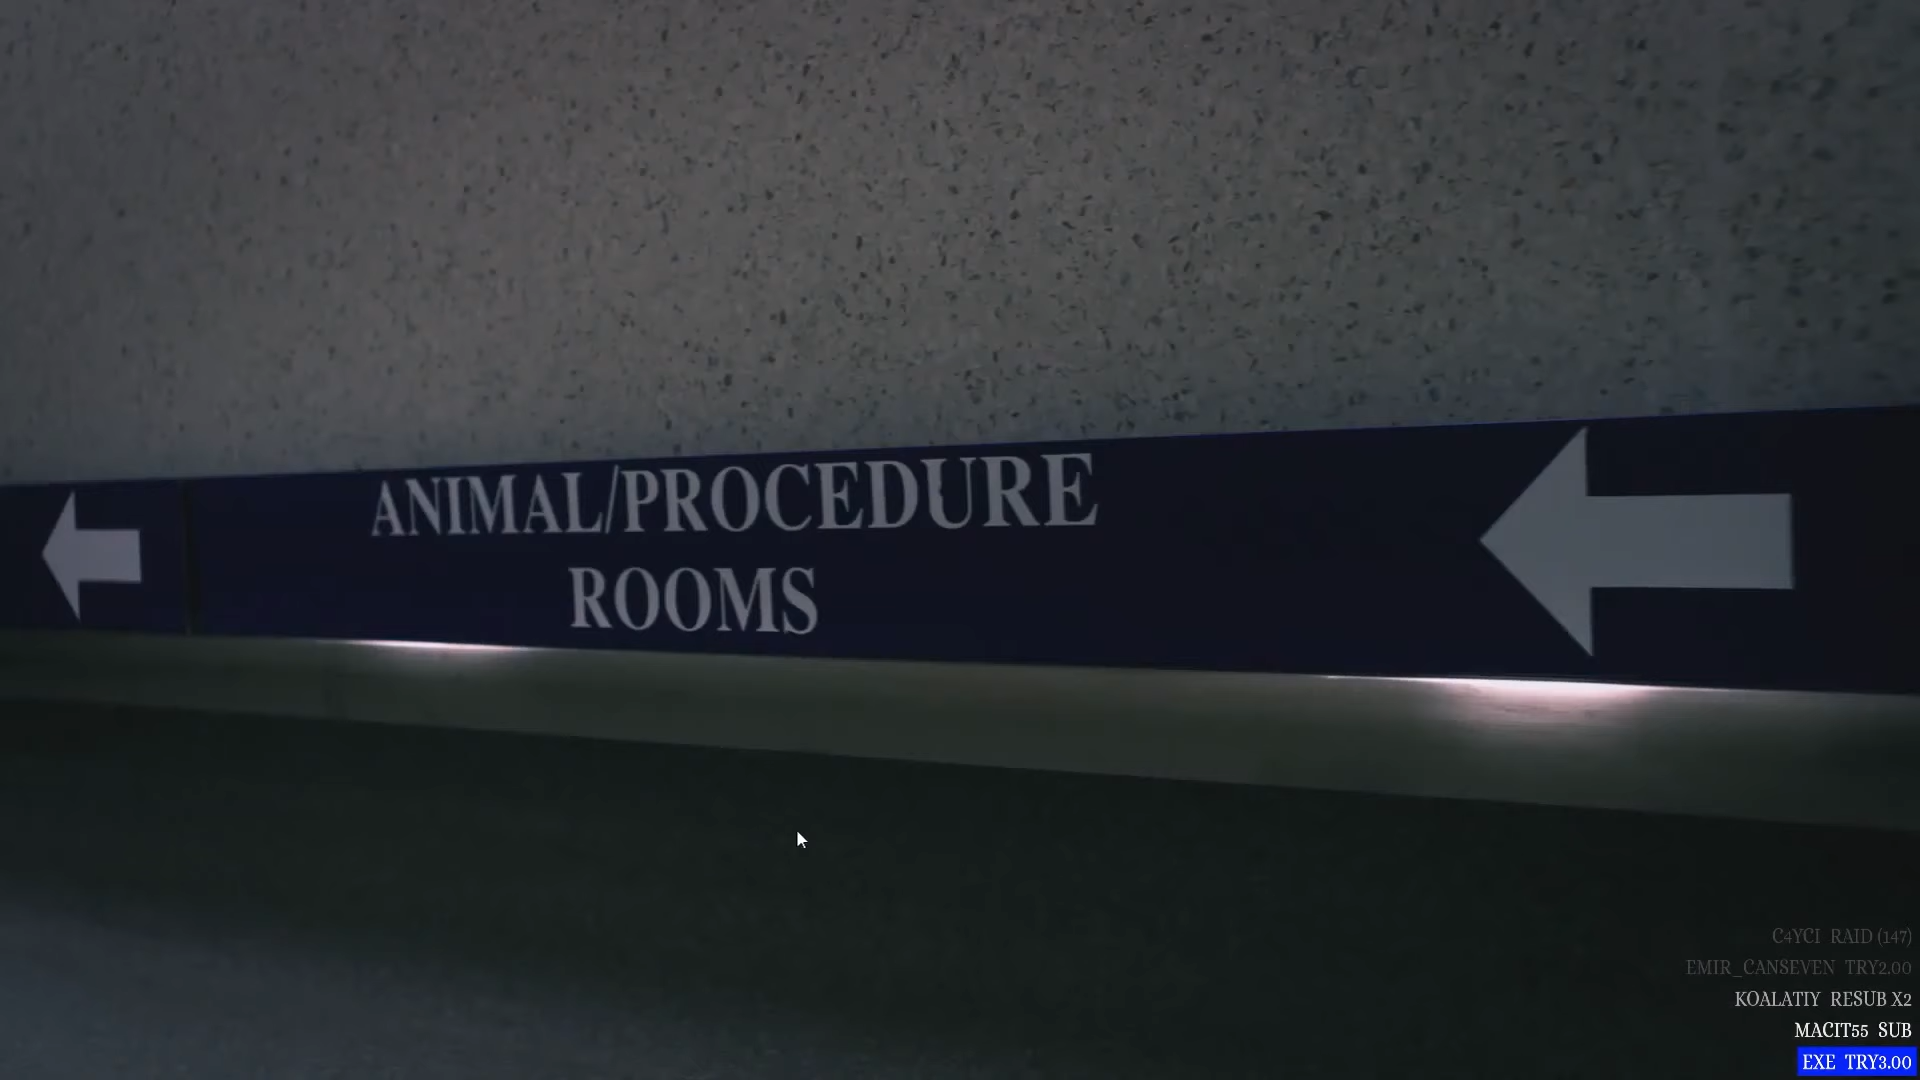 ANIMAL/PROCEDURE
ROOMS
C4YCI RAID (147)
EMIR_CANSEVEN TRY2.00
KOALATIY RESUB X2
MACIT55 SUB
EXE TRY3.00